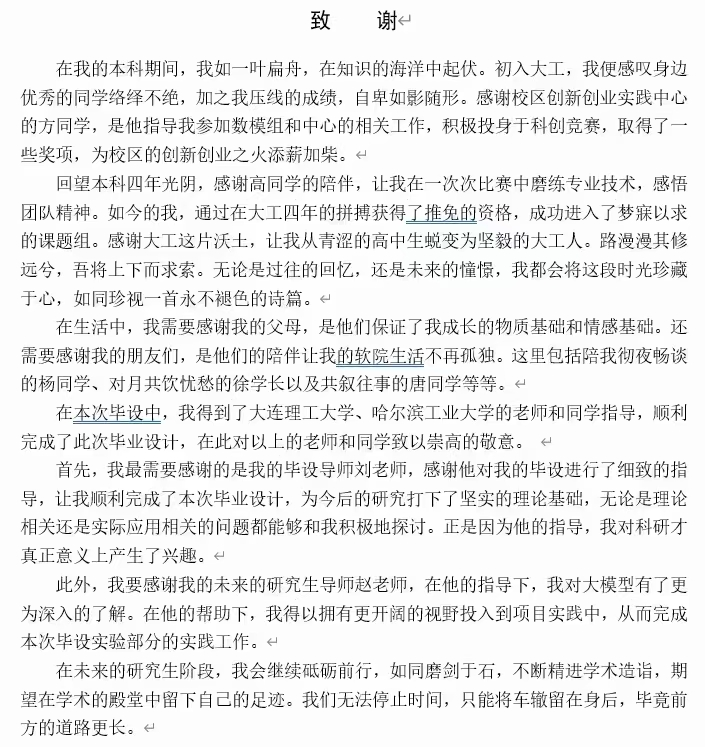 致 谢
在我的本科期间，我如一叶扁舟，在知识的海洋中起伏。初入大工，我便感叹身边
优秀的同学络绎不绝，加之我压线的成绩，自卑如影随形。感谢校区创新创业实践中心
的方同学，是他指导我参加数模组和中心的相关工作，积极投身于科创竞赛，取得了一
些奖项，为校区的创新创业之火添薪加柴。
回望本科四年光阴，感谢高同学的陪伴，让我在一次次比赛中磨练专业技术，感悟
团队精神。如今的我，通过在大工四年的拼搏获得了推免的资格，成功进入了梦寐以求
的课题组。感谢大工这片沃土，让我从青涩的高中生蜕变为坚毅的大工人。路漫漫其修
远兮，吾将上下而求索。无论是过往的回忆，还是未来的憧憬，我都会将这段时光珍藏
于心，如同珍视一首永不褪色的诗篇。
在生活中，我需要感谢我的父母，是他们保证了我成长的物质基础和情感基础。还
需要感谢我的朋友们，是他们的陪伴让我的软院生活不再孤独。这里包括陪我彻夜畅谈
的杨同学、对月共饮忧愁的徐学长以及共叙往事的唐同学等等。
在本次毕设中，我得到了大连理工大学、哈尔滨工业大学的老师和同学指导，顺利
完成了此次毕业设计，在此对以上的老师和同学致以崇高的敬意。
首先，我最需要感谢的是我的毕设导师刘老师，感谢他对我的毕设进行了细致的指
导，让我顺利完成了本次毕业设计，为今后的研究打下了坚实的理论基础，无论是理论
相关还是实际应用相关的问题都能够和我积极地探讨。正是因为他的指导，我对科研才
真正意义上产生了兴趣。
此外，我要感谢我的未来的研究生导师赵老师，在他的指导下，我对大模型有了更
为深入的了解。在他的帮助下，我得以拥有更开阔的视野投入到项目实践中，从而完成
本次毕设实验部分的实践工作。
在未来的研究生阶段，我会继续砥砺前行，如同磨剑于石，不断精进学术造诣，期
望在学术的殿堂中留下自己的足迹。我们无法停止时间，只能将车辙留在身后，毕竟前
方的道路更长。